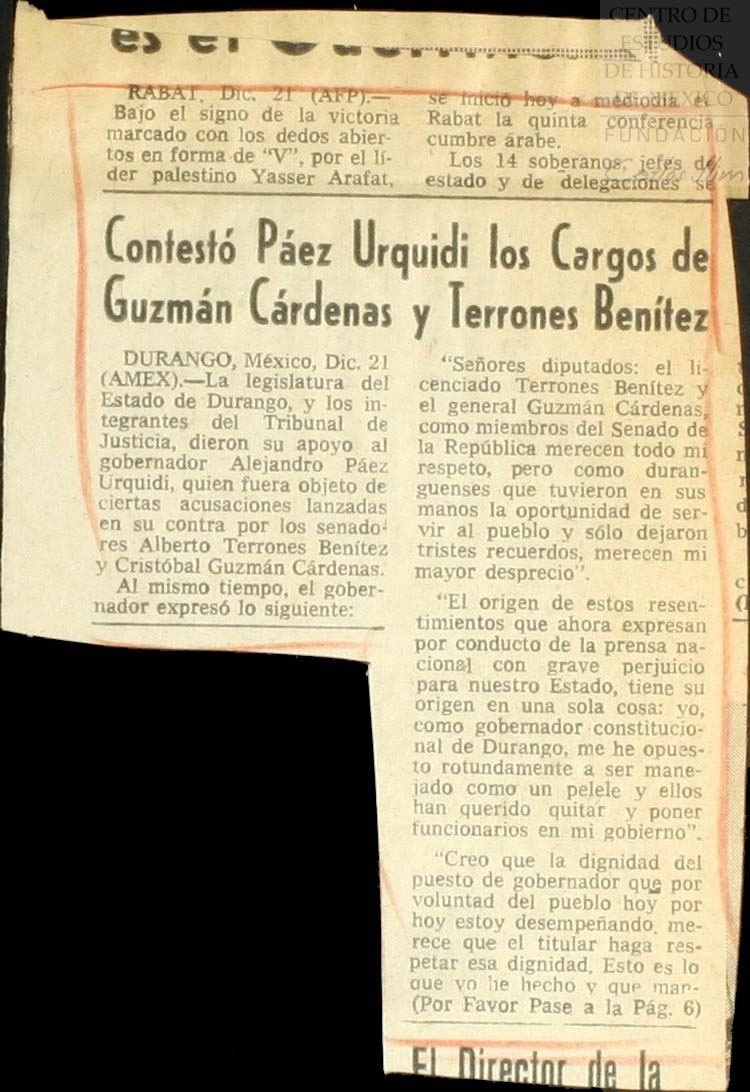 es el
RABAT, Dic. 21 (AFP).—
Bajo el signo de la victoria
marcado con los dedos abier-
tos en forma de "V", por el lí-
der palestino Yasser Arafat,
se inició hoy a mediodía en
Rabat la quinta conferencia
cumbre árabe.
Los 14 soberanos, jefes de
estado y de delegaciones se
CENTRO DE
ESTUDIOS
DE HISTORIA
DE MÉXICO
FUNDACIÓN
Carlos Slim
Contestó Páez Urquidi los Cargos de
Guzmán Cárdenas y Terrones Benítez
DURANGO, México, Dic. 21
(AMEX).—La legislatura del
Estado de Durango, y los in-
tegrantes del Tribunal de
Justicia, dieron su apoyo al
gobernador Alejandro Páez
Urquidi, quien fuera objeto de
ciertas acusaciones lanzadas
en su contra por los senado-
res Alberto Terrones Benítez
y Cristóbal Guzmán Cárdenas.
Al mismo tiempo, el gober-
nador expresó lo siguiente:
"Señores diputados: el li-
cenciado Terrones Benítez y
el general Guzmán Cárdenas,
como miembros del Senado de
la República merecen todo mi
respeto, pero como duran-
guenses que tuvieron en sus
manos la oportunidad de ser-
vir al pueblo y sólo dejaron
tristes recuerdos, merecen mi
mayor desprecio".
"El origen de estos resen-
timientos que ahora expresan
por conducto de la prensa na-
cional con grave perjuicio
para nuestro Estado, tiene su
origen en una sola cosa: yo,
como gobernador constitucio-
nal de Durango, me he opues-
to rotundamente a ser mane-
jado como un pelele y ellos
han querido quitar y poner
funcionarios en mi gobierno".
"Creo que la dignidad del
puesto de gobernador que por
voluntad del pueblo hoy por
hoy estoy desempeñando, me-
rece que el titular haga res-
petar esa dignidad. Esto es lo
que yo he hecho y que man-
(Por Favor Pase a la Pág. 6)
El Director de la